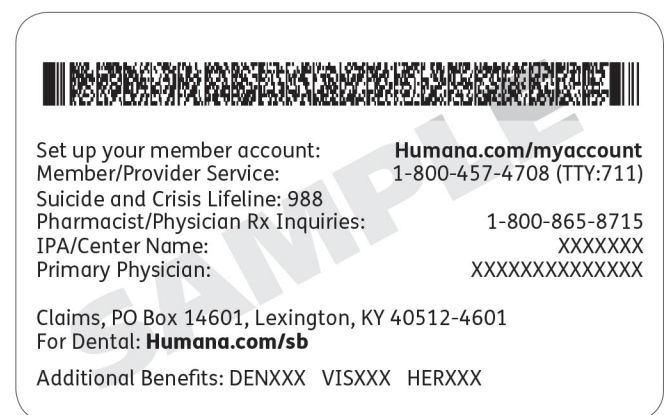 Set up your member account: Humana.com/myaccount
Member/Provider Service: 1-800-457-4708 (TTY:711)
Suicide and Crisis Lifeline: 988
Pharmacist/Physician Rx Inquiries: 1-800-865-8715
IPA/Center Name: XXXXXXX
Primary Physician: XXXXXXXXXXXXXX
Claims, PO Box 14601, Lexington, KY 40512-4601
For Dental: Humana.com/sb
Additional Benefits: DENXXX VISXXX HERXXX
SAMPLE